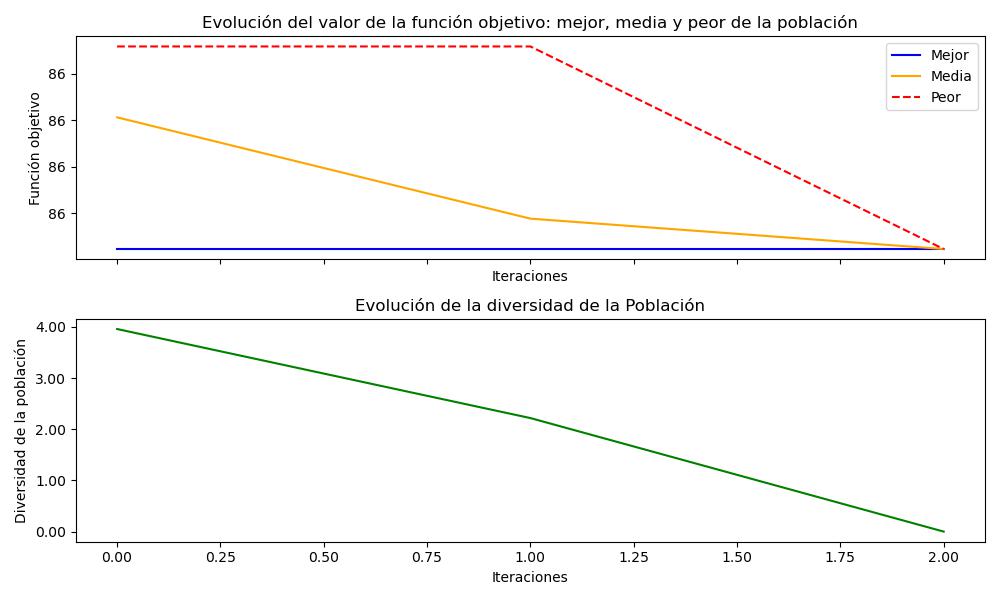 Evolución del valor de la función objetivo: mejor, media y peor de la población
Función objetivo
86
86
86
86
Mejor
Media
Peor
Iteraciones
Evolución de la diversidad de la Población
Diversidad de la población
4.00
3.00
2.00
1.00
0.00
0.00 0.25 0.50 0.75 1.00 1.25 1.50 1.75 2.00
Iteraciones